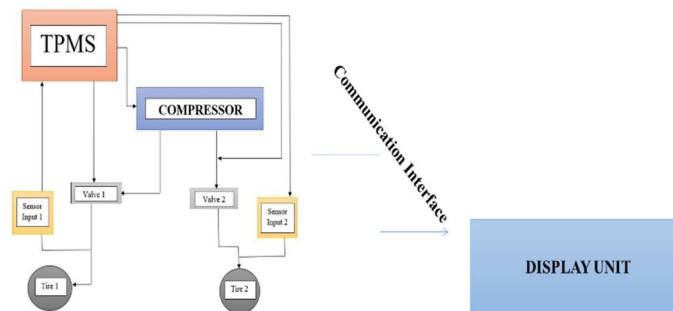 TPMS
COMPRESSOR
Communication Interface
Sensor
Input 1
Valve 1
Valve 2
Sensor
Input 2
Tire 1
Tire 2
DISPLAY UNIT